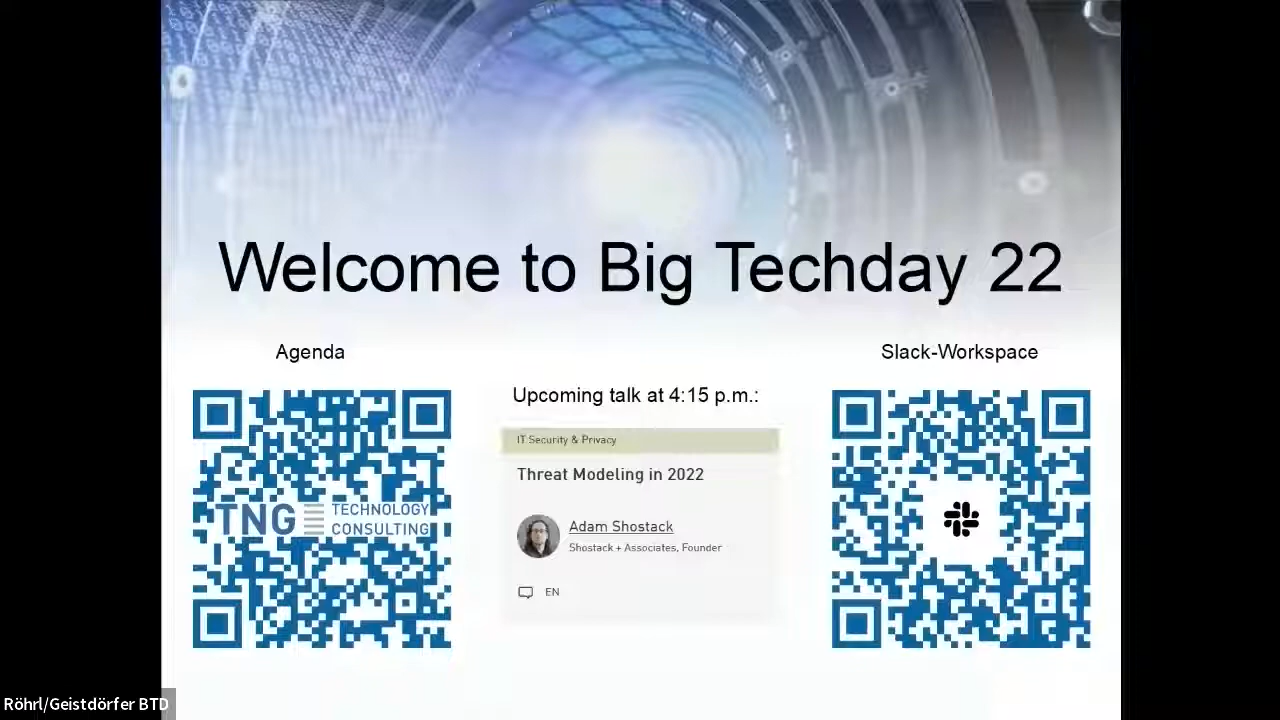 Welcome to Big Techday 22
Agenda
Slack-Workspace
Upcoming talk at 4:15 p.m.:
IT Security & Privacy
Threat Modeling in 2022
Adam Shostack
Shostack + Associates, Founder
EN
TNG TECHNOLOGY
CONSULTING
Röhrl/Geistdörfer BTD